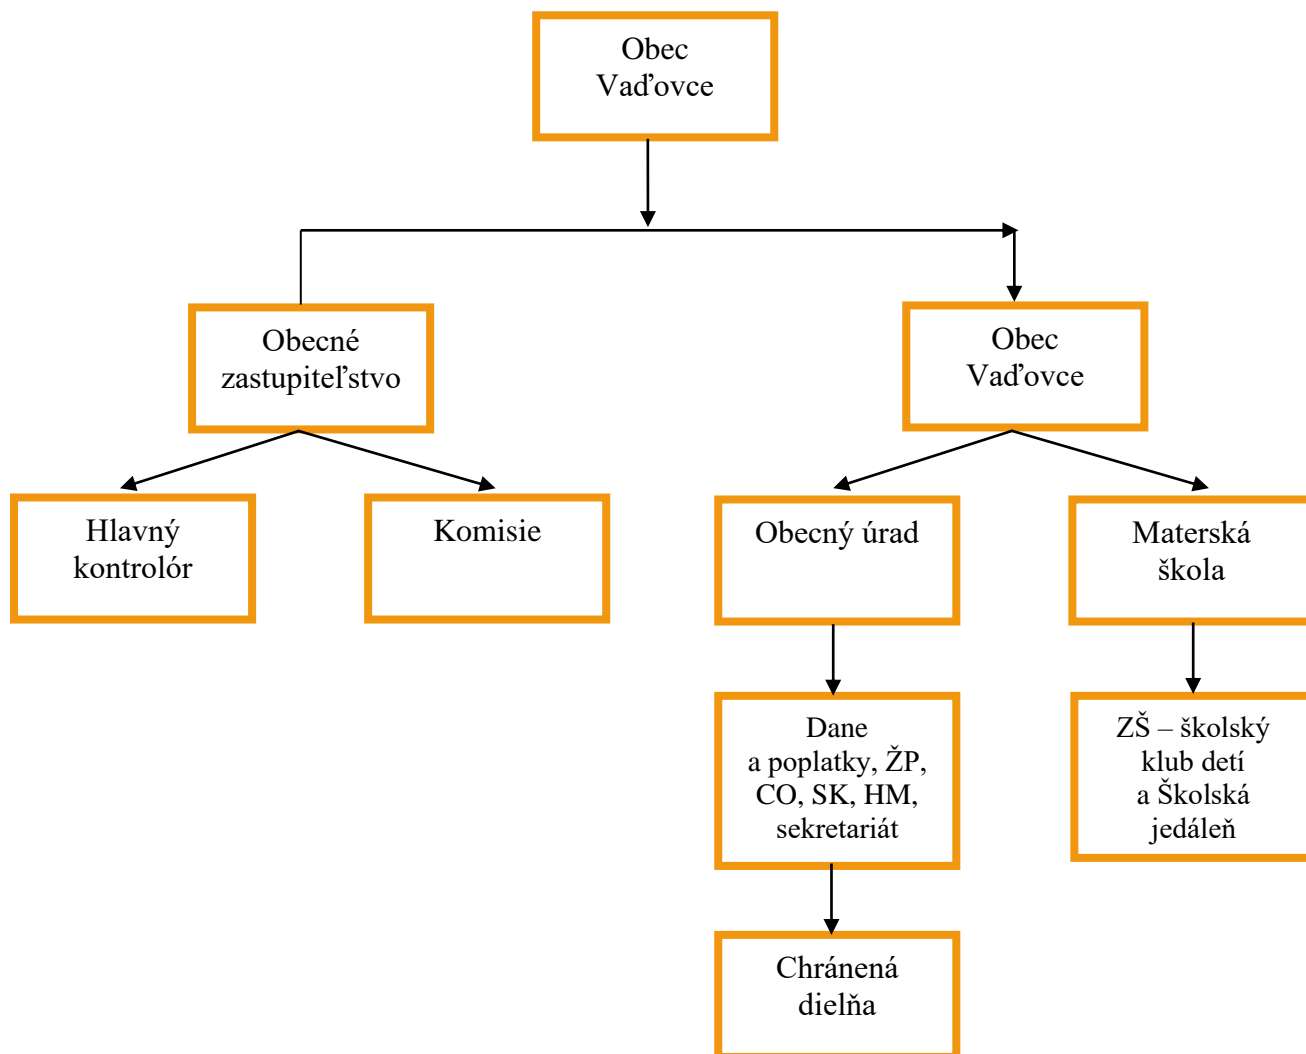 Obec
Vaďovce
Obecné
zastupiteľstvo
Obec
Vaďovce
Hlavný
kontrolór
Komisie
Obecný úrad
Materská
škola
Dane
a poplatky, ŽP,
CO, SK, HM,
sekretariát
ZŠ – školský
klub detí
a Školská
jedáleň
Chránená
dielňa